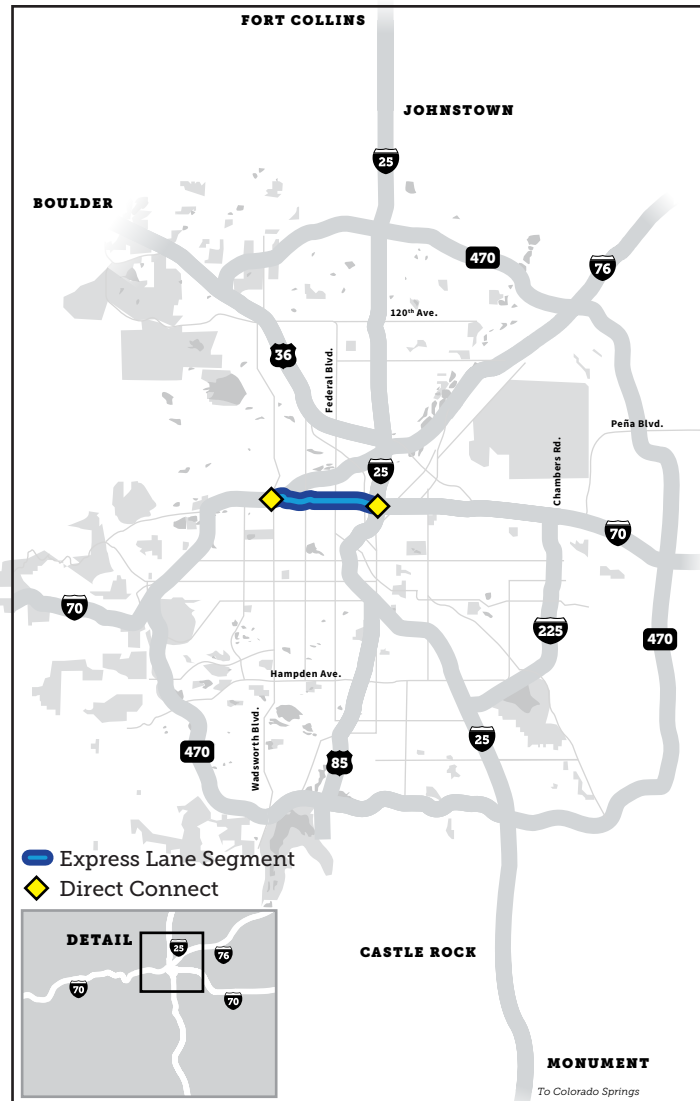 FORT COLLINS
JOHNSTOWN
25
BOULDER
470
76
120th Ave.
36
Federal Blvd.
Peña Blvd.
Chambers Rd.
25
70
70
225
470
Hampden Ave.
Wadsworth Blvd.
25
470
85
Express Lane Segment
Direct Connect
DETAIL
25
76
70
70
CASTLE ROCK
MONUMENT
To Colorado Springs